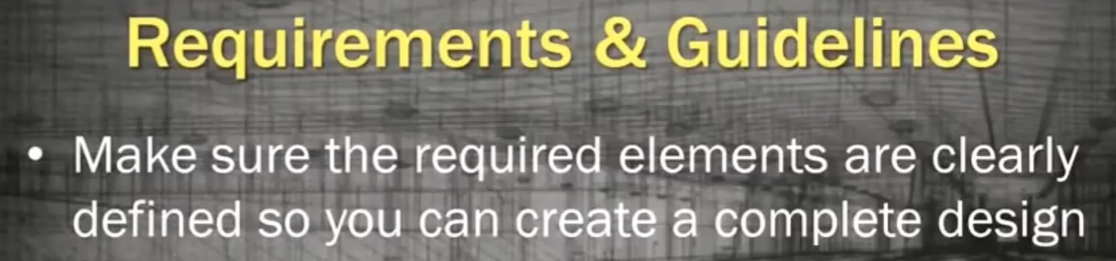 Requirements & Guidelines
• Make sure the required elements are clearly
defined so you can create a complete design